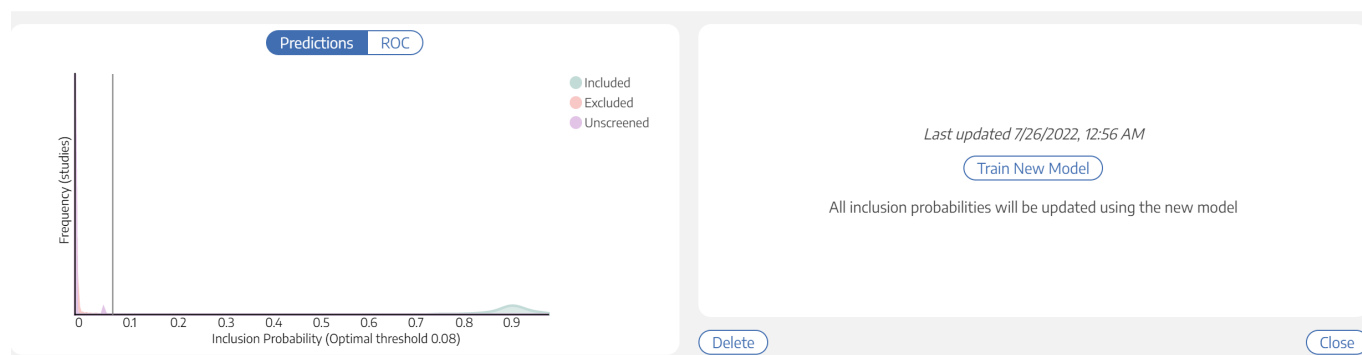 Predictions ROC
Included
Excluded
Unscreened
Frequency (studies)
0 0.1 0.2 0.3 0.4 0.5 0.6 0.7 0.8 0.9
Inclusion Probability (Optimal threshold 0.08)
Last updated 7/26/2022, 12:56 AM
Train New Model
All inclusion probabilities will be updated using the new model
Delete
Close